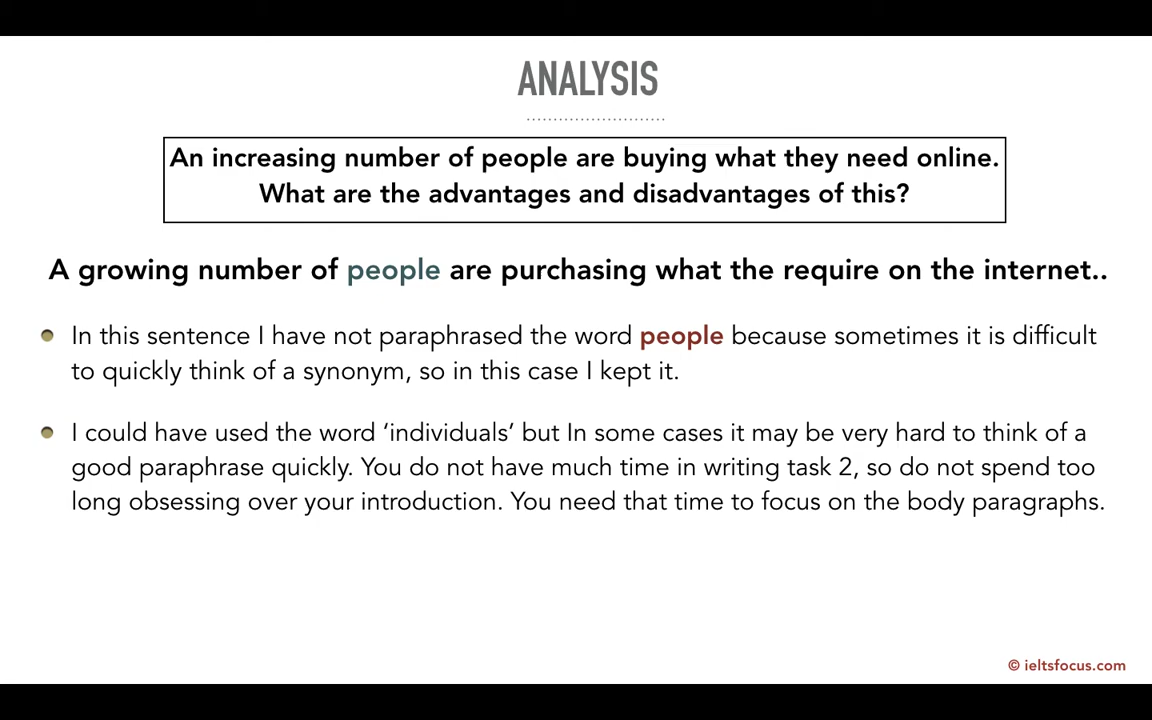 ANALYSIS
An increasing number of people are buying what they need online.
What are the advantages and disadvantages of this?
A growing number of people are purchasing what the require on the internet..
In this sentence I have not paraphrased the word people because sometimes it is difficult
to quickly think of a synonym, so in this case I kept it.
I could have used the word ‘individuals’ but In some cases it may be very hard to think of a
good paraphrase quickly. You do not have much time in writing task 2, so do not spend too
long obsessing over your introduction. You need that time to focus on the body paragraphs.
© ieltsfocus.com